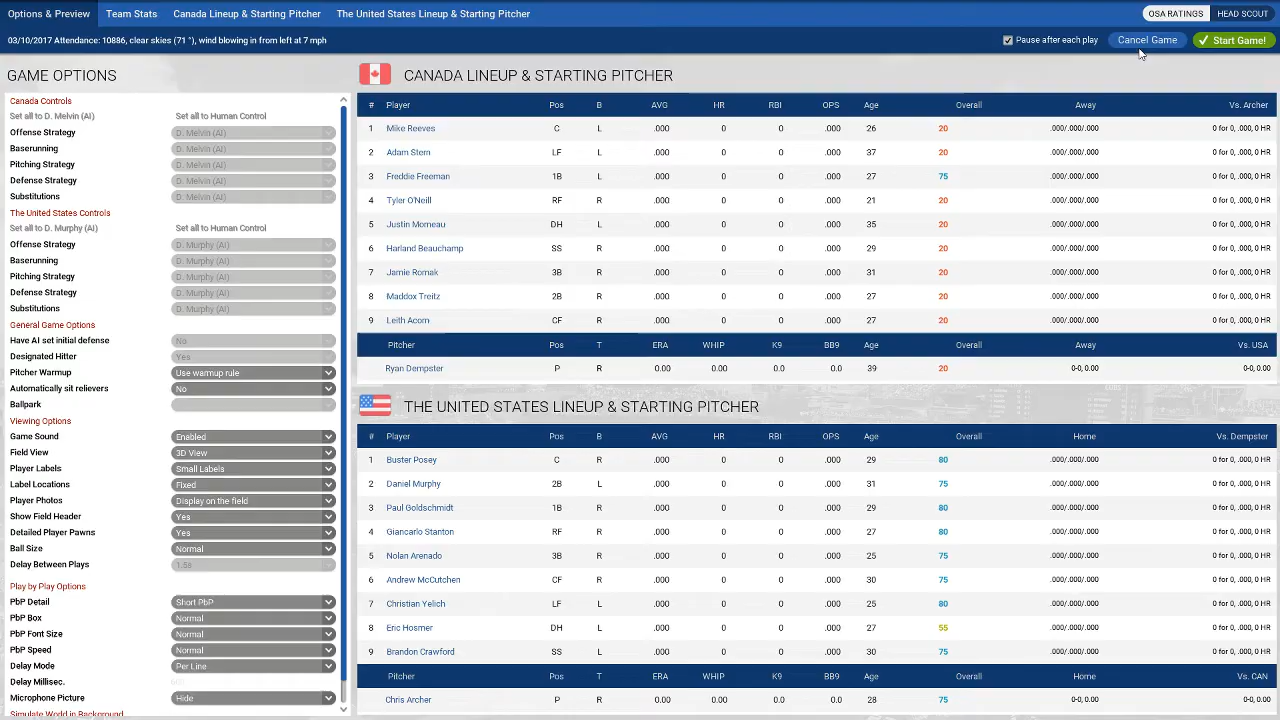 Options & Preview Team Stats Canada Lineup & Starting Pitcher The United States Lineup & Starting Pitcher OSA RATINGS HEAD SCOUT
03/10/2017 Attendance: 10886, clear skies (71 °), wind blowing in from left at 7 mph Pause after each play Cancel Game Start Game!
GAME OPTIONS
Canada Controls
Set all to D. Melvin (AI) Set all to Human Control
Offense Strategy D. Melvin (AI)
Baserunning D. Melvin (AI)
Pitching Strategy D. Melvin (AI)
Defense Strategy D. Melvin (AI)
Substitutions D. Melvin (AI)
The United States Controls
Set all to D. Murphy (AI) Set all to Human Control
Offense Strategy D. Murphy (AI)
Baserunning D. Murphy (AI)
Pitching Strategy D. Murphy (AI)
Defense Strategy D. Murphy (AI)
Substitutions D. Murphy (AI)
General Game Options
Have AI set initial defense No
Designated Hitter Yes
Pitcher Warmup Use warmup rule
Automatically sit relievers No
Ballpark
Viewing Options
Game Sound Enabled
Field View 3D View
Player Labels Small Labels
Label Locations Fixed
Player Photos Display on the field
Show Field Header Yes
Detailed Player Pawns Yes
Ball Size Normal
Delay Between Plays 1.5s
Play by Play Options
PbP Detail Short PbP
PbP Box Normal
PbP Font Size Normal
PbP Speed Normal
Delay Mode Per Line
Delay Millisec.
Microphone Picture Hide
Simulate World in Background
CANADA LINEUP & STARTING PITCHER
# Player Pos B AVG HR RBI OPS Age Overall Away Vs. Archer
1 Mike Reeves C L .000 0 0 .000 26 20 .000/.000/.000 0 for 0, .000, 0 HR
2 Adam Stern LF L .000 0 0 .000 37 20 .000/.000/.000 0 for 0, .000, 0 HR
3 Freddie Freeman 1B L .000 0 0 .000 27 75 .000/.000/.000 0 for 0, .000, 0 HR
4 Tyler O'Neill RF R .000 0 0 .000 21 20 .000/.000/.000 0 for 0, .000, 0 HR
5 Justin Morneau DH L .000 0 0 .000 35 20 .000/.000/.000 0 for 0, .000, 0 HR
6 Harland Beauchamp SS R .000 0 0 .000 29 20 .000/.000/.000 0 for 0, .000, 0 HR
7 Jamie Romak 3B R .000 0 0 .000 31 20 .000/.000/.000 0 for 0, .000, 0 HR
8 Maddox Treitz 2B R .000 0 0 .000 27 20 .000/.000/.000 0 for 0, .000, 0 HR
9 Leith Acorn CF R .000 0 0 .000 27 20 .000/.000/.000 0 for 0, .000, 0 HR
Pitcher Pos T ERA WHIP K9 BB9 Age Overall Away Vs. USA
Ryan Dempster P R 0.00 0.00 0.0 0.0 39 20 0-0, 0.00 0-0, 0.00
THE UNITED STATES LINEUP & STARTING PITCHER
# Player Pos B AVG HR RBI OPS Age Overall Home Vs. Dempster
1 Buster Posey C R .000 0 0 .000 29 80 .000/.000/.000 0 for 0, .000, 0 HR
2 Daniel Murphy 2B L .000 0 0 .000 31 75 .000/.000/.000 0 for 0, .000, 0 HR
3 Paul Goldschmidt 1B R .000 0 0 .000 29 80 .000/.000/.000 0 for 0, .000, 0 HR
4 Giancarlo Stanton RF R .000 0 0 .000 27 80 .000/.000/.000 0 for 0, .000, 0 HR
5 Nolan Arenado 3B R .000 0 0 .000 25 75 .000/.000/.000 0 for 0, .000, 0 HR
6 Andrew McCutchen CF R .000 0 0 .000 30 75 .000/.000/.000 0 for 0, .000, 0 HR
7 Christian Yelich LF L .000 0 0 .000 25 80 .000/.000/.000 0 for 0, .000, 0 HR
8 Eric Hosmer DH L .000 0 0 .000 27 55 .000/.000/.000 0 for 0, .000, 0 HR
9 Brandon Crawford SS L .000 0 0 .000 30 75 .000/.000/.000 0 for 0, .000, 0 HR
Pitcher Pos T ERA WHIP K9 BB9 Age Overall Home Vs. CAN
Chris Archer P R 0.00 0.00 0.0 0.0 28 75 0-0, 0.00 0-0, 0.00